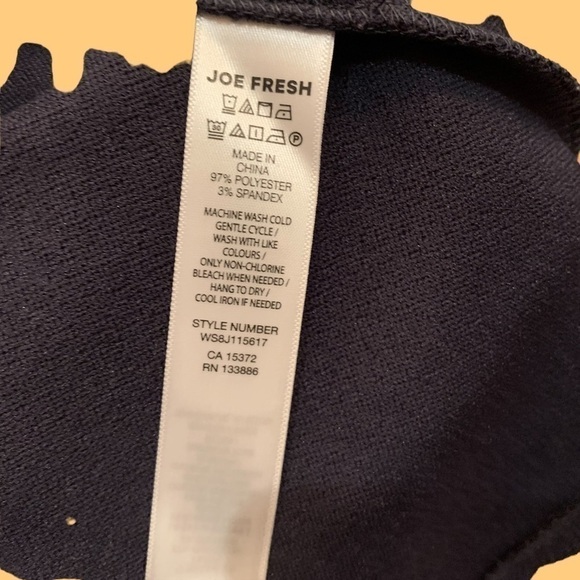 JOE FRESH
30
P
MADE IN
CHINA
97% POLYESTER
3% SPANDEX
MACHINE WASH COLD
GENTLE CYCLE /
WASH WITH LIKE
COLOURS /
ONLY NON-CHLORINE
BLEACH WHEN NEEDED /
HANG TO DRY /
COOL IRON IF NEEDED
STYLE NUMBER
WS8J115617
CA 15372
RN 133886